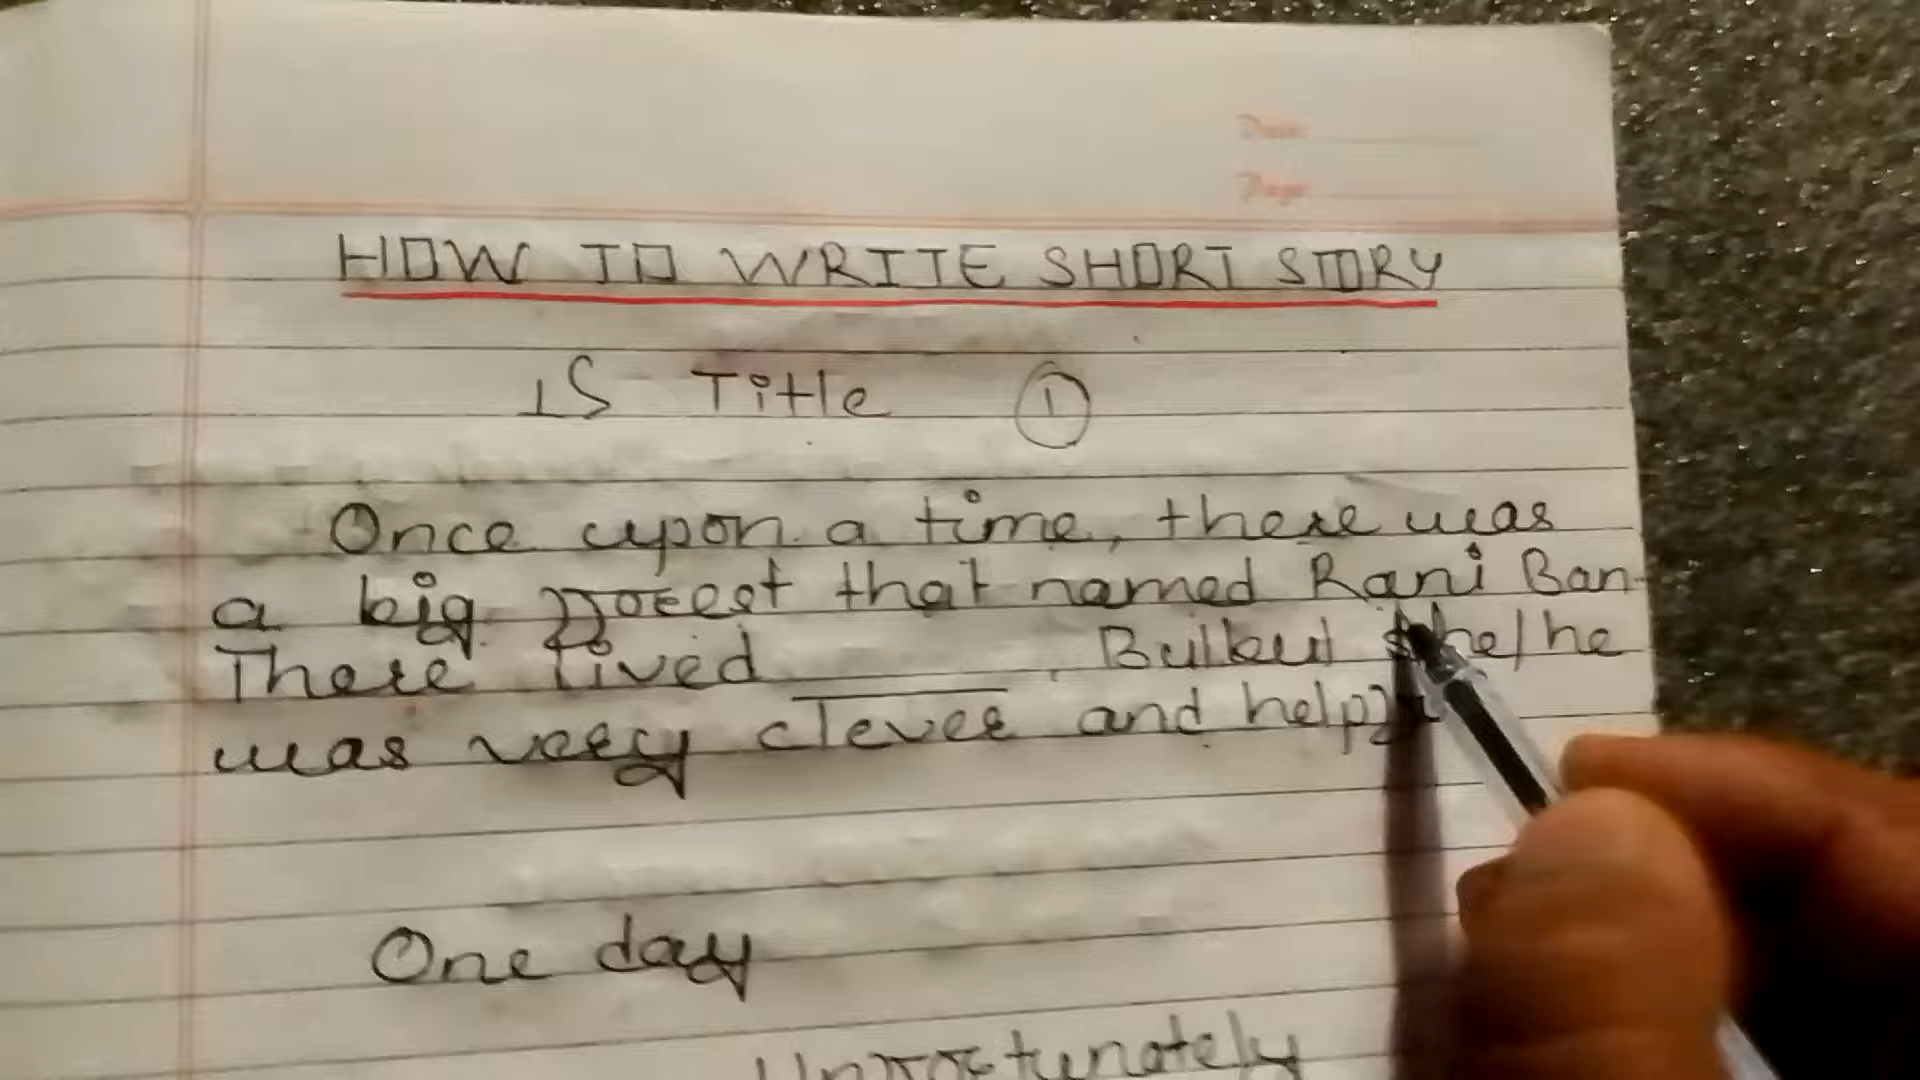 Date
Page
HOW TO WRITE SHORT STORY
IS Title ①
Once upon a time, there was
a big forest that named Rani Ban.
There lived Bulbul she/he
was very clever and
One day
Unfortunately